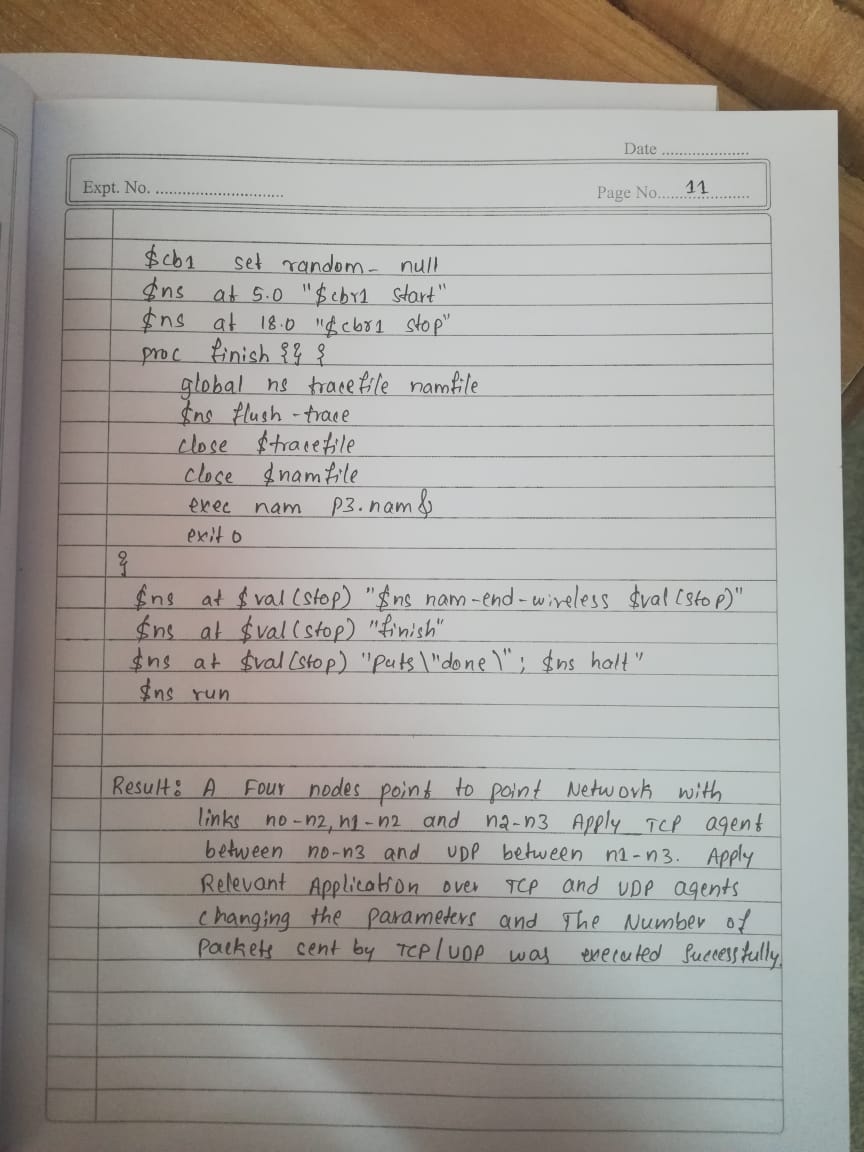 Date ....................
Expt. No. .............................
Page No..... 11 ..........
$cb1 set random- null
$ns at 5.0 "$cbr1 start"
$ns at 18.0 "$cbr1 stop"
proc finish {} {
global ns tracefile namfile
$ns flush-trace
close $tracefile
close $namfile
exec nam p3.nam &
exit 0
}
$ns at $val(stop) "$ns nam-end-wireless $val(stop)"
$ns at $val(stop) "finish"
$ns at $val(stop) "puts\"done\"; $ns halt"
$ns run
Result: A Four nodes point to point Network with
links n0-n2, n1-n2 and n2-n3 Apply TCP agent
between n0-n3 and UDP between n1-n3. Apply
Relevant Application over TCP and UDP agents
changing the parameters and The Number of
Packets cent by TCP/UDP was executed Successfully.